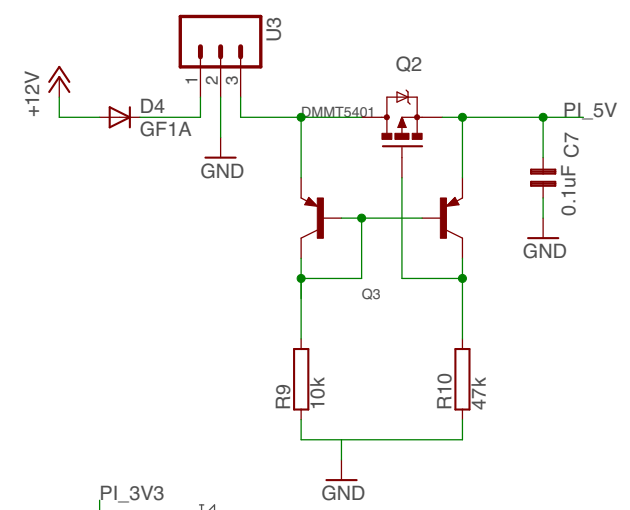 U3
1
2
3
+12V
D4
GF1A
GND
Q2
DMMT5401
PI_5V
C7
0.1uF
GND
Q3
R9
10k
R10
47k
GND
PI_3V3